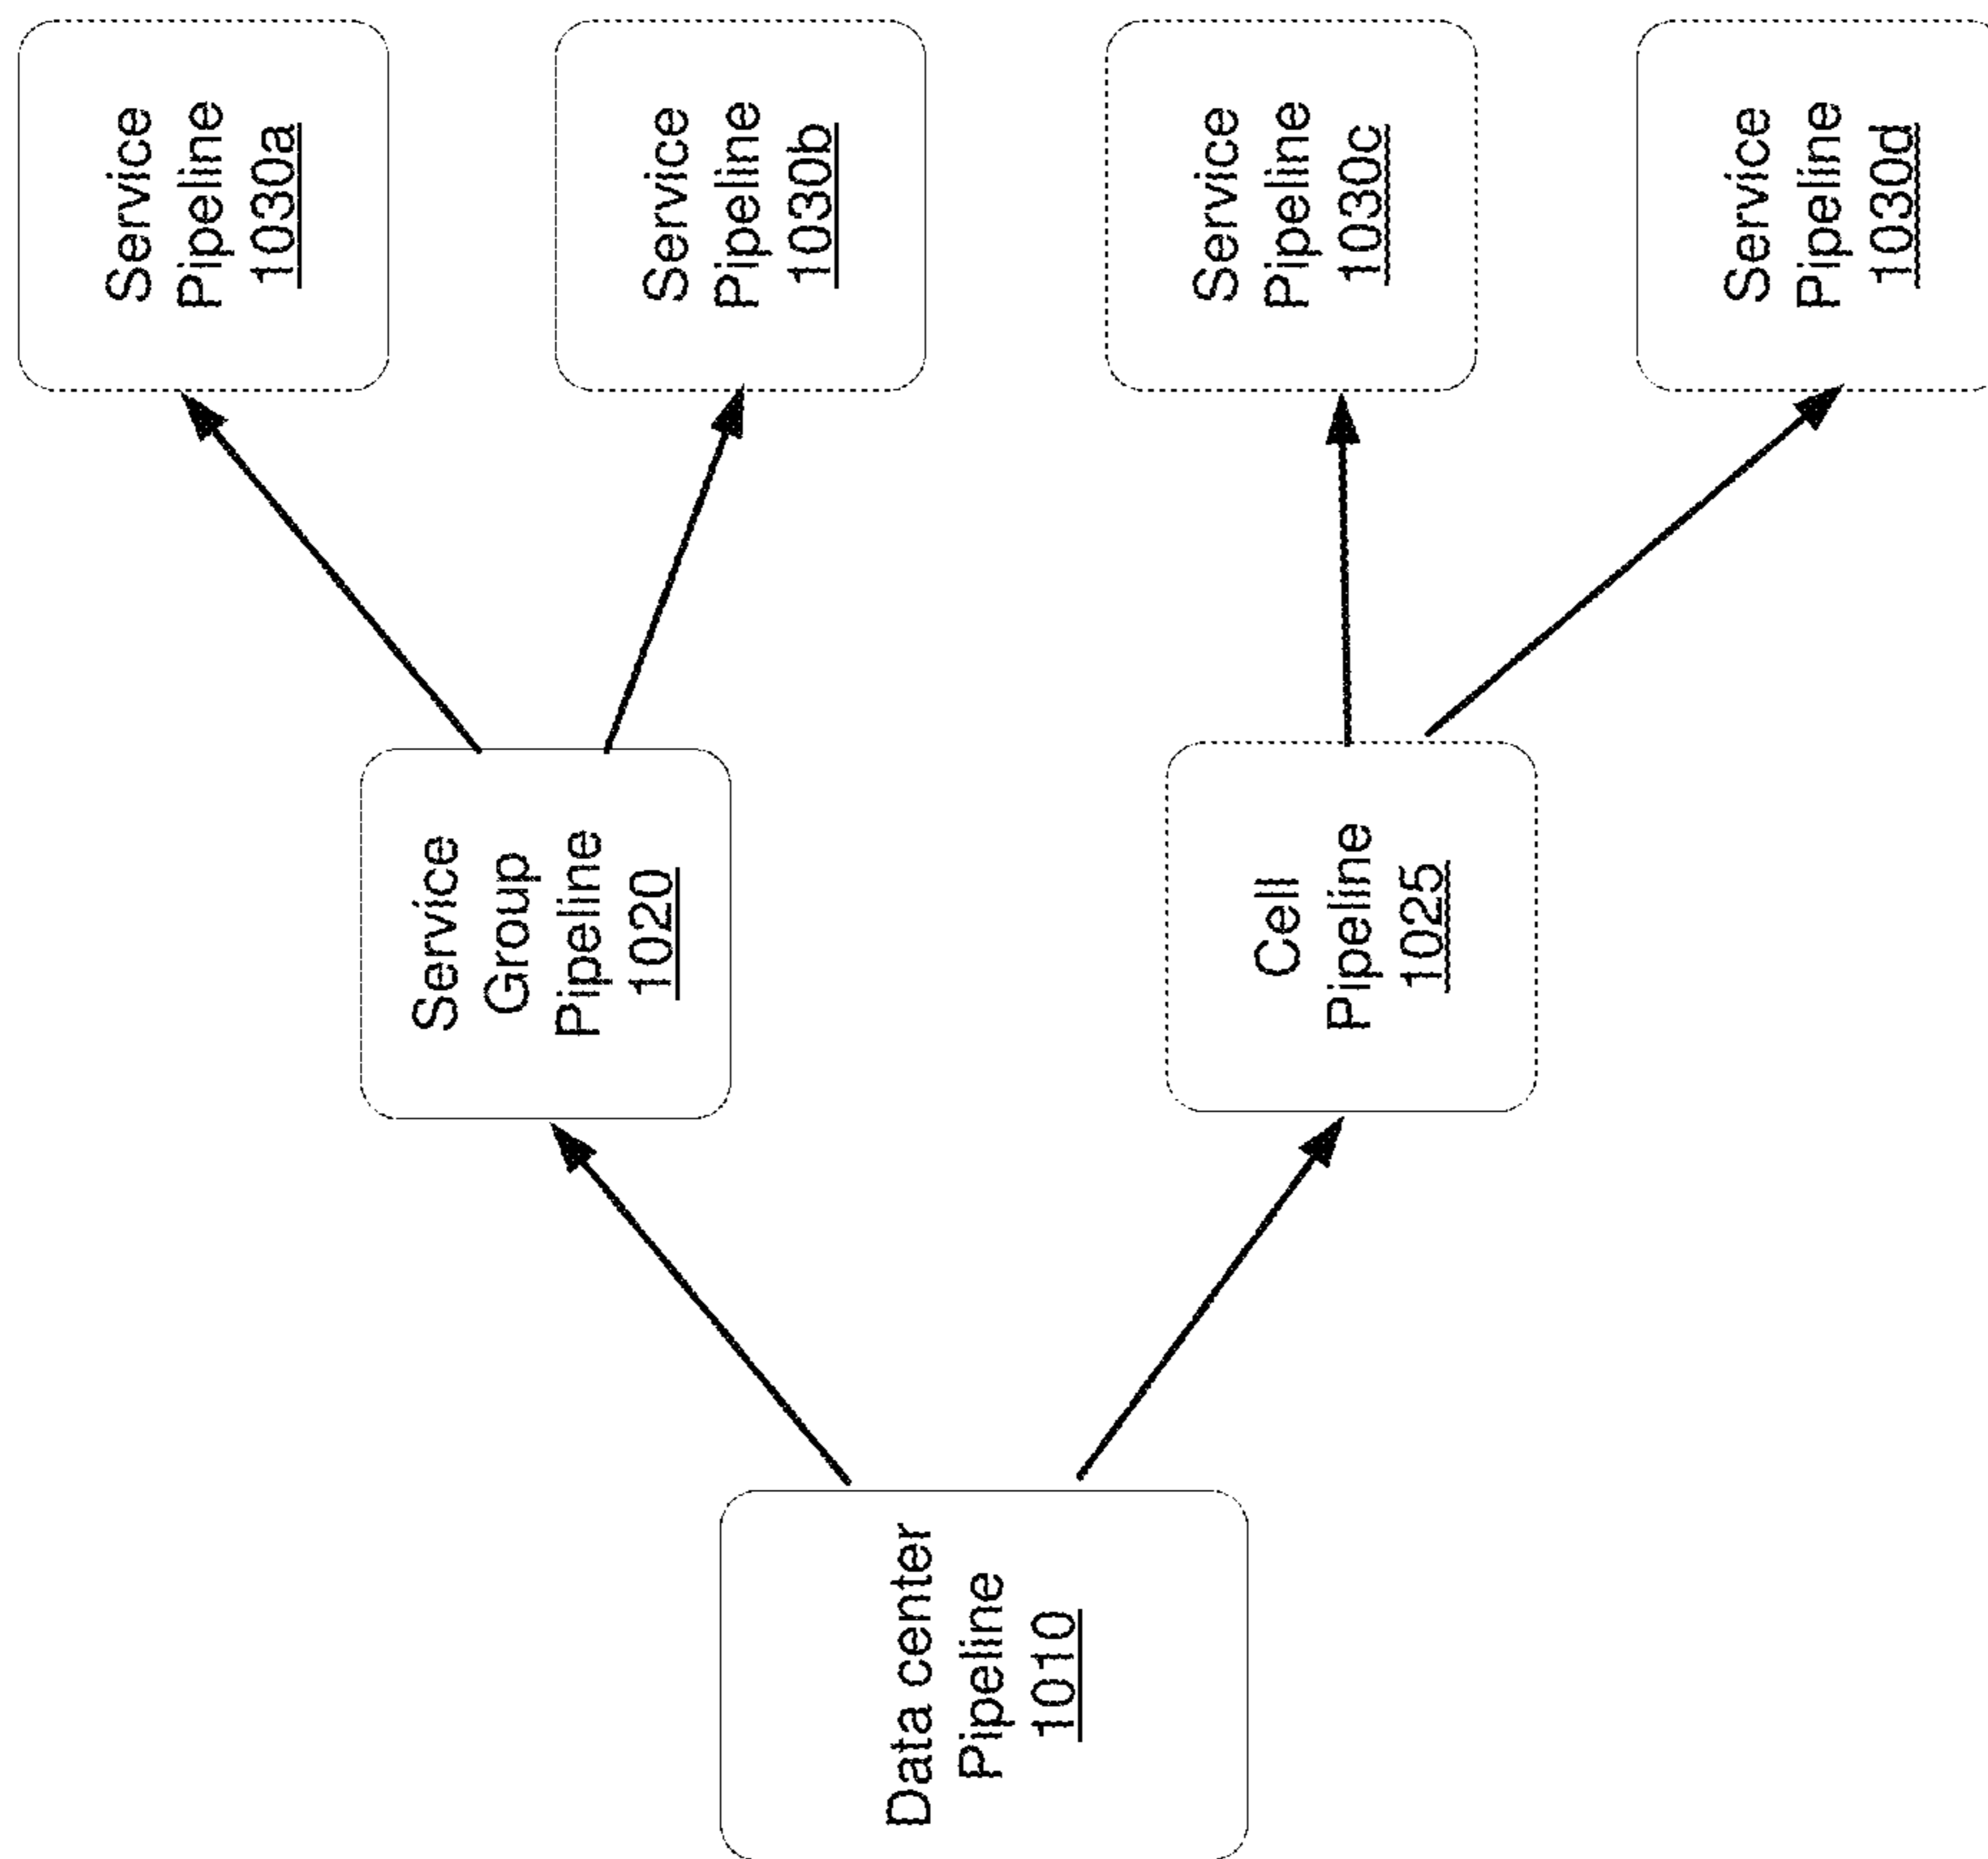 Data center
Pipeline
1010
Service
Group
Pipeline
1020
Cell
Pipeline
1025
Service
Pipeline
1030a
Service
Pipeline
1030b
Service
Pipeline
1030c
Service
Pipeline
1030d